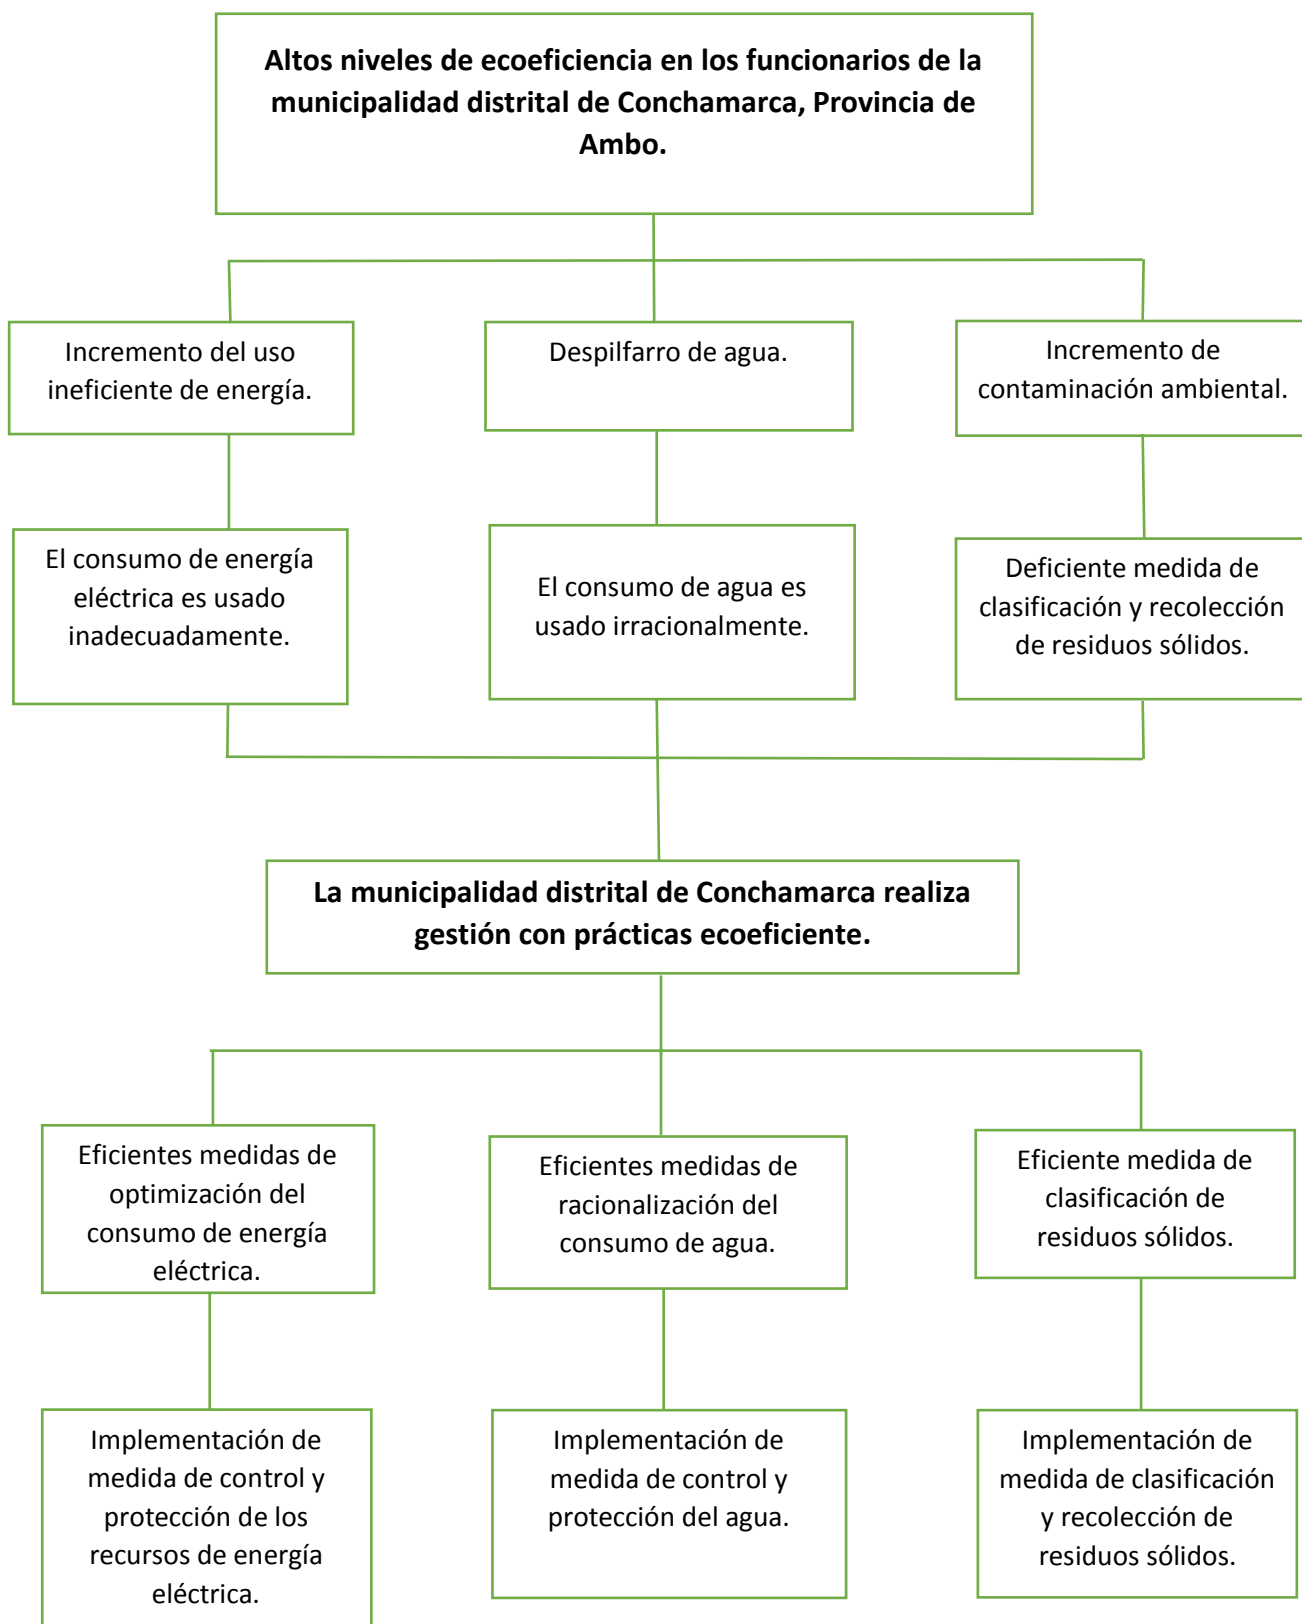 Altos niveles de ecoeficiencia en los funcionarios de la
municipalidad distrital de Conchamarca, Provincia de
Ambo.
Incremento del uso
ineficiente de energía.
Despilfarro de agua.
Incremento de
contaminación ambiental.
El consumo de energía
eléctrica es usado
inadecuadamente.
El consumo de agua es
usado irracionalmente.
Deficiente medida de
clasificación y recolección
de residuos sólidos.
La municipalidad distrital de Conchamarca realiza
gestión con prácticas ecoeficiente.
Eficientes medidas de
optimización del
consumo de energía
eléctrica.
Eficientes medidas de
racionalización del
consumo de agua.
Eficiente medida de
clasificación de
residuos sólidos.
Implementación de
medida de control y
protección de los
recursos de energía
eléctrica.
Implementación de
medida de control y
protección del agua.
Implementación de
medida de clasificación
y recolección de
residuos sólidos.